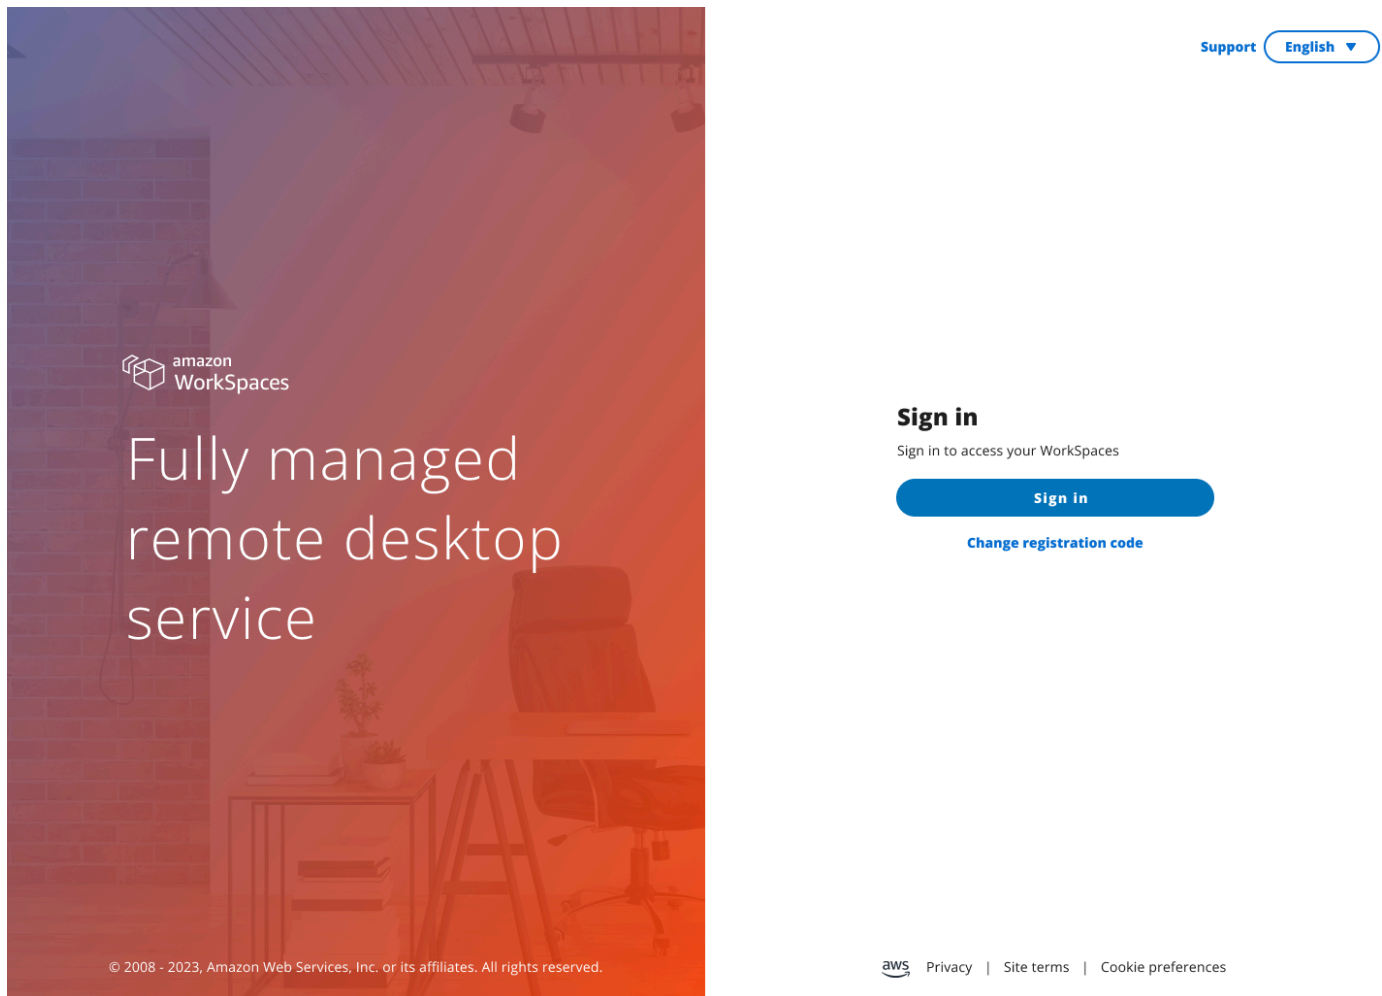 Support
English
amazon
WorkSpaces
Fully managed
remote desktop
service
Sign in
Sign in to access your WorkSpaces
Sign in
Change registration code
© 2008 - 2023, Amazon Web Services, Inc. or its affiliates. All rights reserved.
aws Privacy | Site terms | Cookie preferences